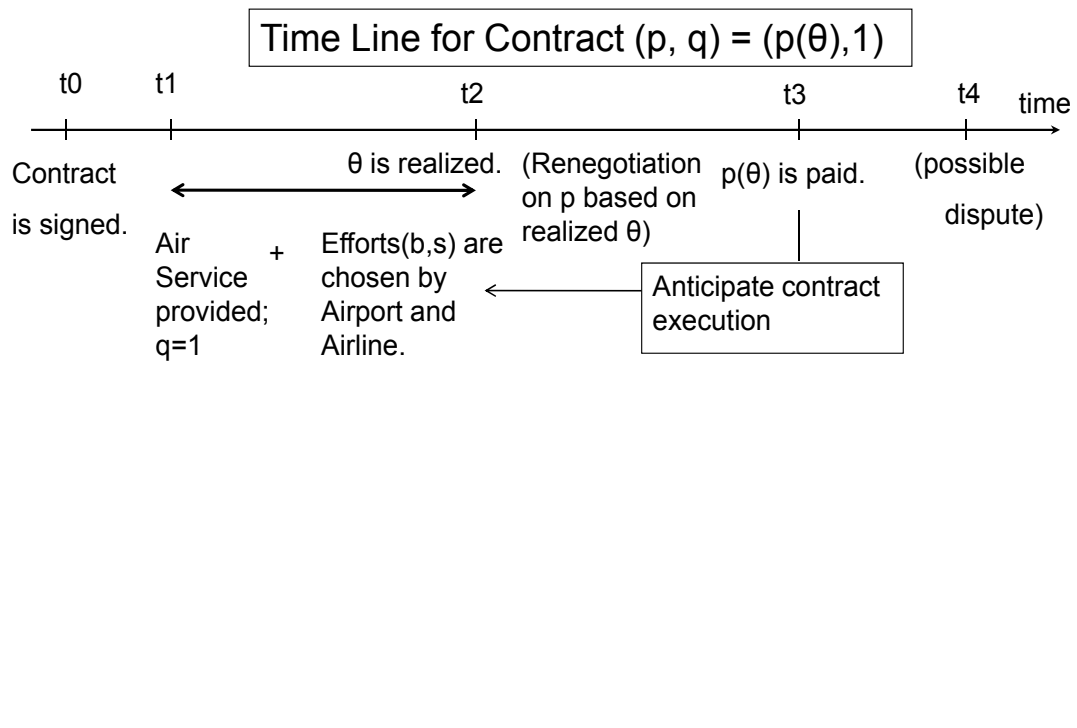 Time Line for Contract (p, q) = (p(θ),1)
t0
t1
t2
t3
t4
time
Contract
is signed.
θ is realized.
(Renegotiation
on p based on
realized θ)
p(θ) is paid.
(possible
dispute)
Air
Service
provided;
q=1
+
Efforts(b,s) are
chosen by
Airport and
Airline.
Anticipate contract
execution